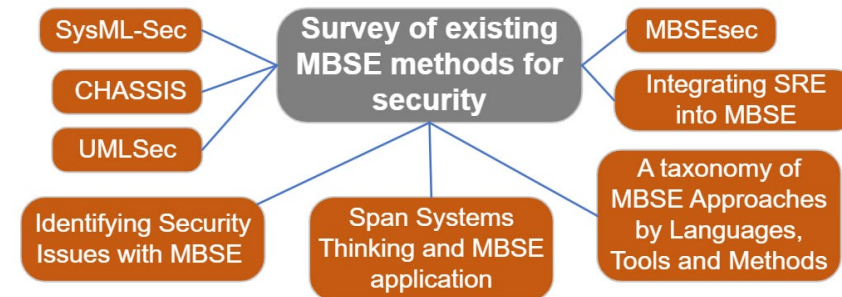 SysML-Sec
CHASSIS
UMLSec
Survey of existing
MBSE methods for
security
MBSEsec
Integrating SRE
into MBSE
Identifying Security
Issues with MBSE
Span Systems
Thinking and MBSE
application
A taxonomy of
MBSE Approaches
by Languages,
Tools and Methods